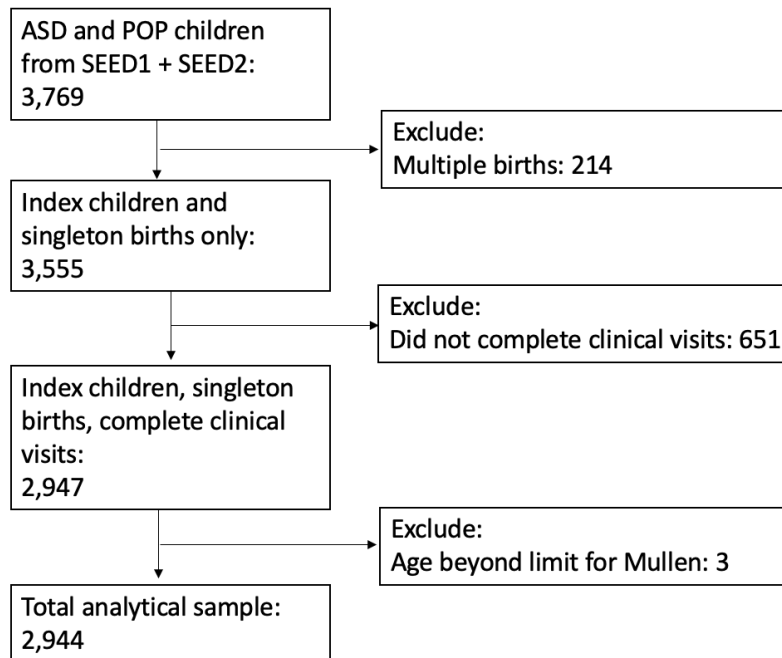 ASD and POP children
from SEED1 + SEED2:
3,769
Exclude:
Multiple births: 214
Index children and
singleton births only:
3,555
Exclude:
Did not complete clinical visits: 651
Index children, singleton
births, complete clinical
visits:
2,947
Exclude:
Age beyond limit for Mullen: 3
Total analytical sample:
2,944